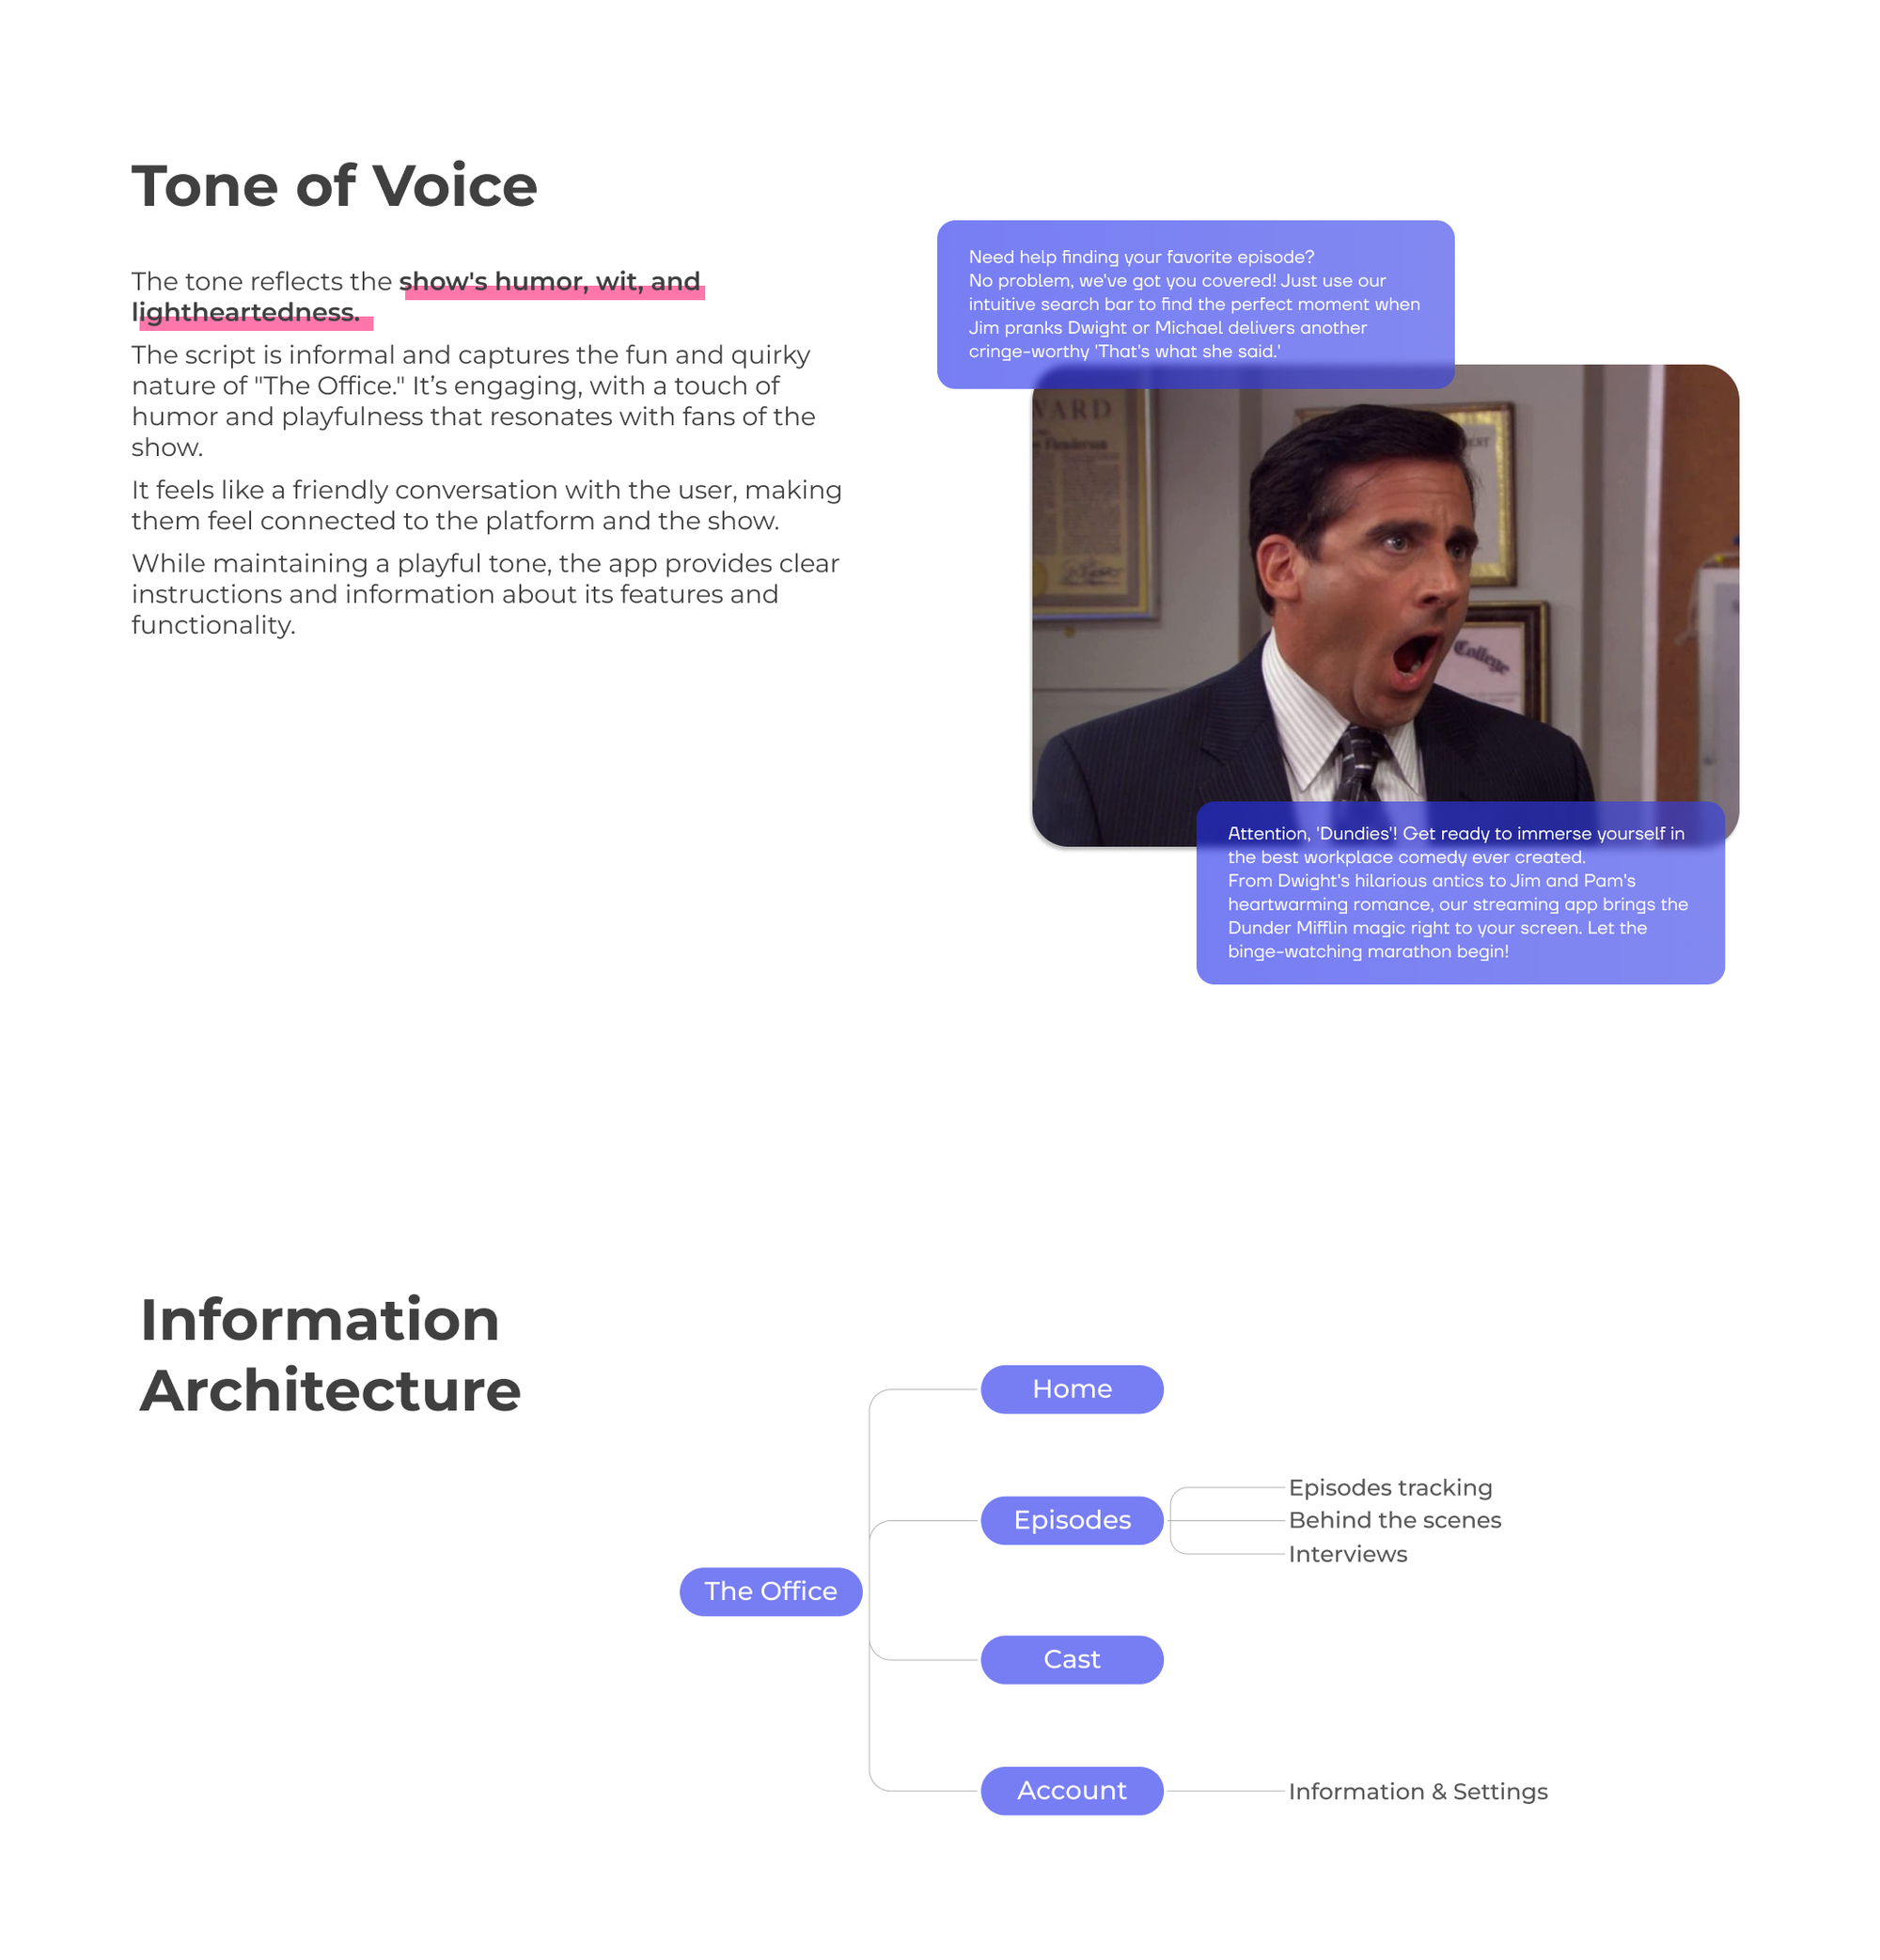 Tone of Voice
The tone reflects the show's humor, wit, and
lightheartedness.
The script is informal and captures the fun and quirky
nature of "The Office." It’s engaging, with a touch of
humor and playfulness that resonates with fans of the
show.
It feels like a friendly conversation with the user, making
them feel connected to the platform and the show.
While maintaining a playful tone, the app provides clear
instructions and information about its features and
functionality.
Need help finding your favorite episode?
No problem, we've got you covered! Just use our
intuitive search bar to find the perfect moment when
Jim pranks Dwight or Michael delivers another
cringe-worthy 'That's what she said.'
College
Attention, 'Dundies'! Get ready to immerse yourself in
the best workplace comedy ever created.
From Dwight's hilarious antics to Jim and Pam's
heartwarming romance, our streaming app brings the
Dunder Mifflin magic right to your screen. Let the
binge-watching marathon begin!
Information
Architecture
The Office
Home
Episodes
Episodes tracking
Behind the scenes
Interviews
Cast
Account
Information & Settings